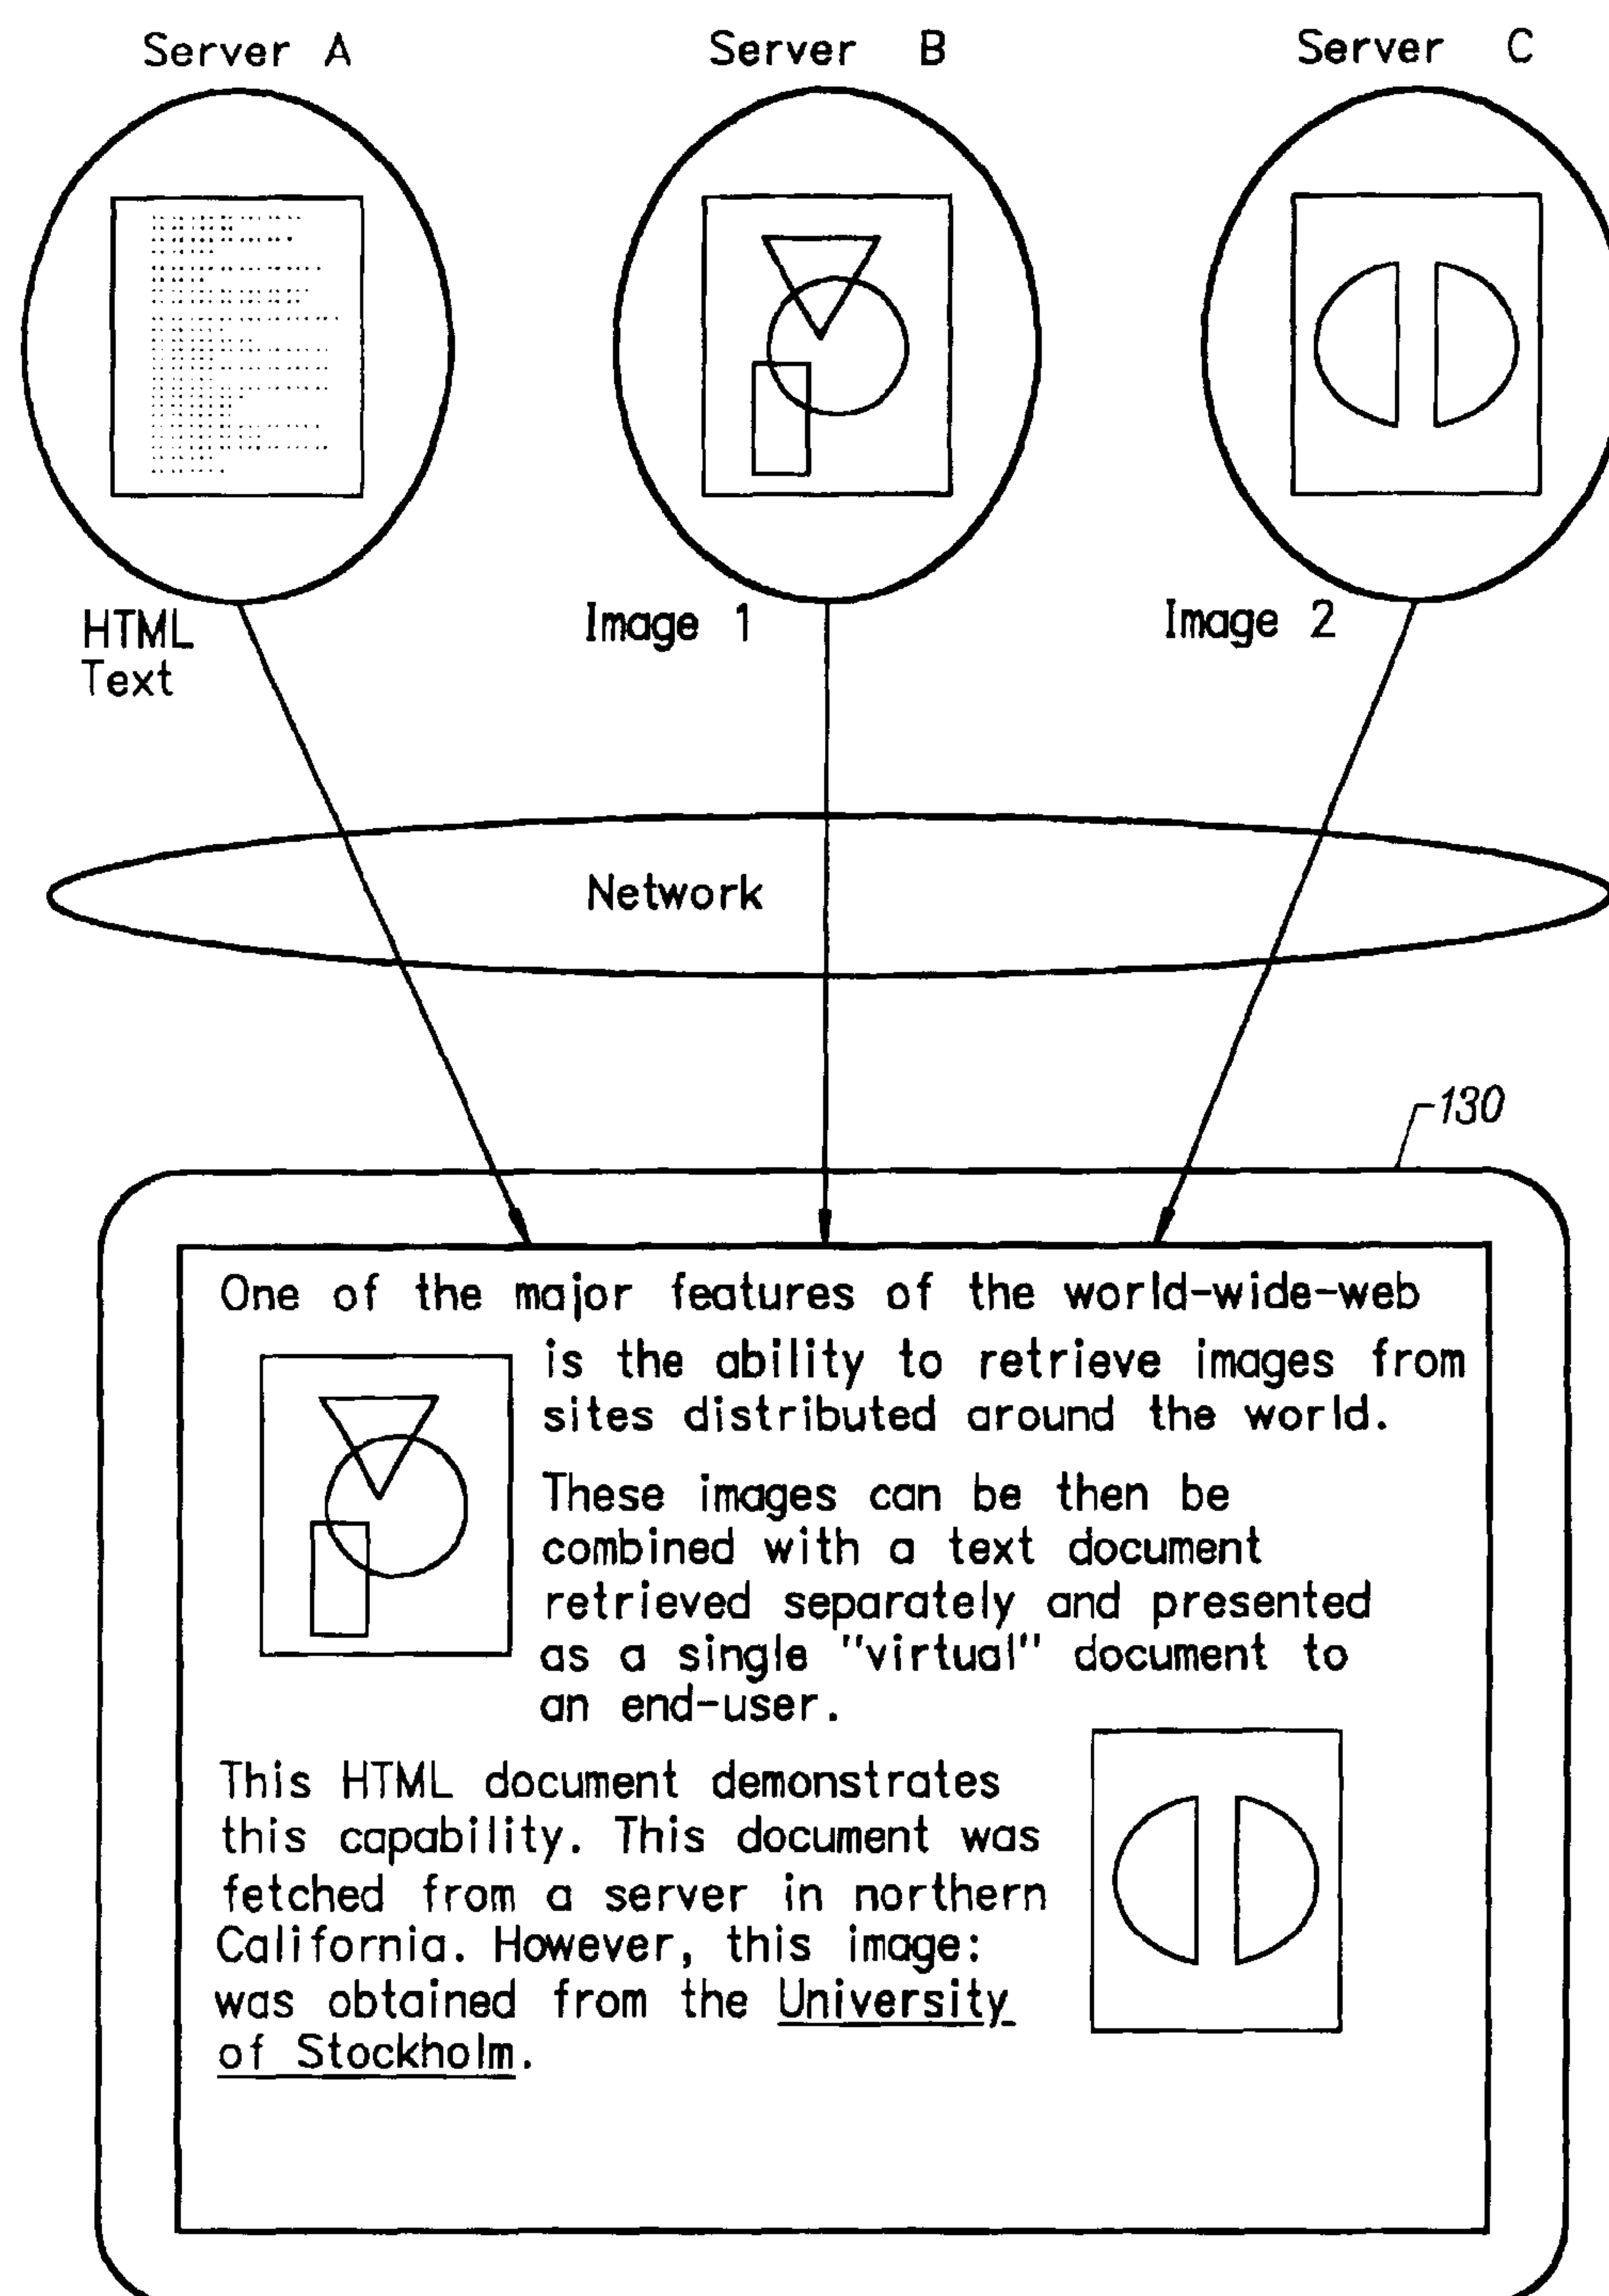 Server A
Server B
Server C
HTML
Text
Image 1
Image 2
Network
130
One of the major features of the world-wide-web
is the ability to retrieve images from
sites distributed around the world.
These images can be then be
combined with a text document
retrieved separately and presented
as a single "virtual" document to
an end-user.
This HTML document demonstrates
this capability. This document was
fetched from a server in northern
California. However, this image:
was obtained from the University
of Stockholm.